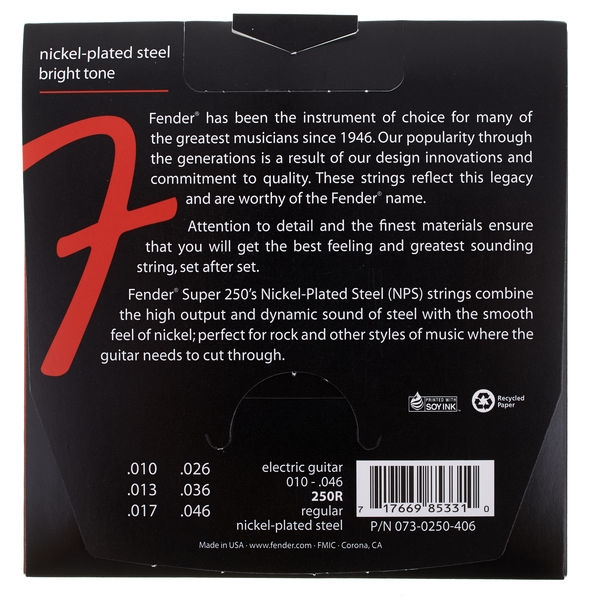 nickel-plated steel
bright tone
Fender® has been the instrument of choice for many of
the greatest musicians since 1946. Our popularity through
the generations is a result of our design innovations and
commitment to quality. These strings reflect this legacy
and are worthy of the Fender® name.
Attention to detail and the finest materials ensure
that you will get the best feeling and greatest sounding
string, set after set.
Fender® Super 250's Nickel-Plated Steel (NPS) strings combine
the high output and dynamic sound of steel with the smooth
feel of nickel; perfect for rock and other styles of music where the
guitar needs to cut through.
PRINTED WITH
SOY INK
Recycled
Paper
.010 .026
.013 .036
.017 .046
electric guitar
010 - .046
250R
regular
nickel-plated steel
7 17669 85331 0
P/N 073-0250-406
Made in USA · www.fender.com · FMIC · Corona, CA